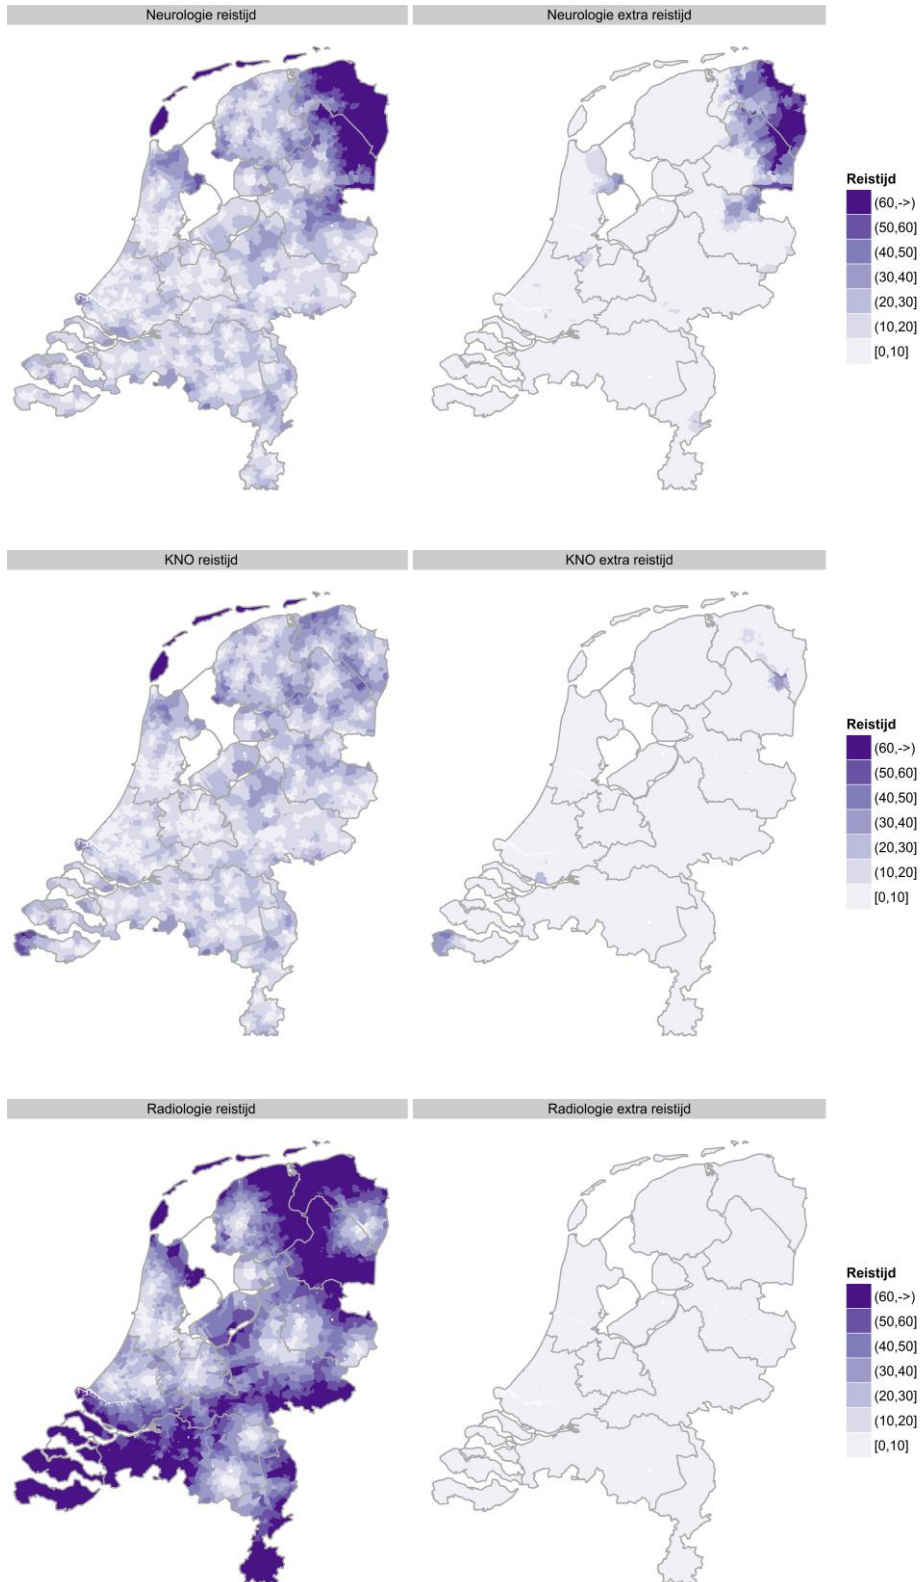 Neurologie reistijd
Neurologie extra reistijd
Reistijd
(60,->)
(50,60]
(40,50]
(30,40]
(20,30]
(10,20]
[0,10]
KNO reistijd
KNO extra reistijd
Reistijd
(60,->)
(50,60]
(40,50]
(30,40]
(20,30]
(10,20]
[0,10]
Radiologie reistijd
Radiologie extra reistijd
Reistijd
(60,->)
(50,60]
(40,50]
(30,40]
(20,30]
(10,20]
[0,10]